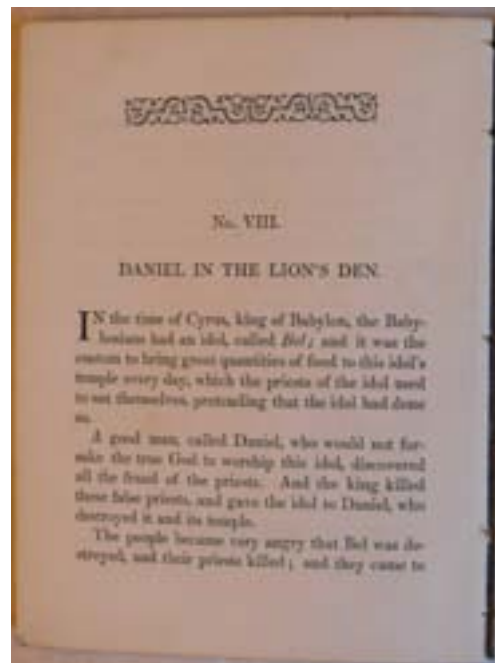 No. VIII.
DANIEL IN THE LION'S DEN.
IN the time of Cyrus, king of Babylon, the Baby-
lonians had an idol, called Bel; and it was the
custom to bring great quantities of food to this idol's
temple every day, which the priests of the idol used
to eat themselves, pretending that the idol had done
so.
A good man, called Daniel, who would not for-
sake the true God to worship this idol, discovered
all the fraud of the priests. And the king killed
these false priests, and gave the idol to Daniel, who
destroyed it and its temple.
The people became very angry that Bel was de-
stroyed, and their priests killed; and they came to